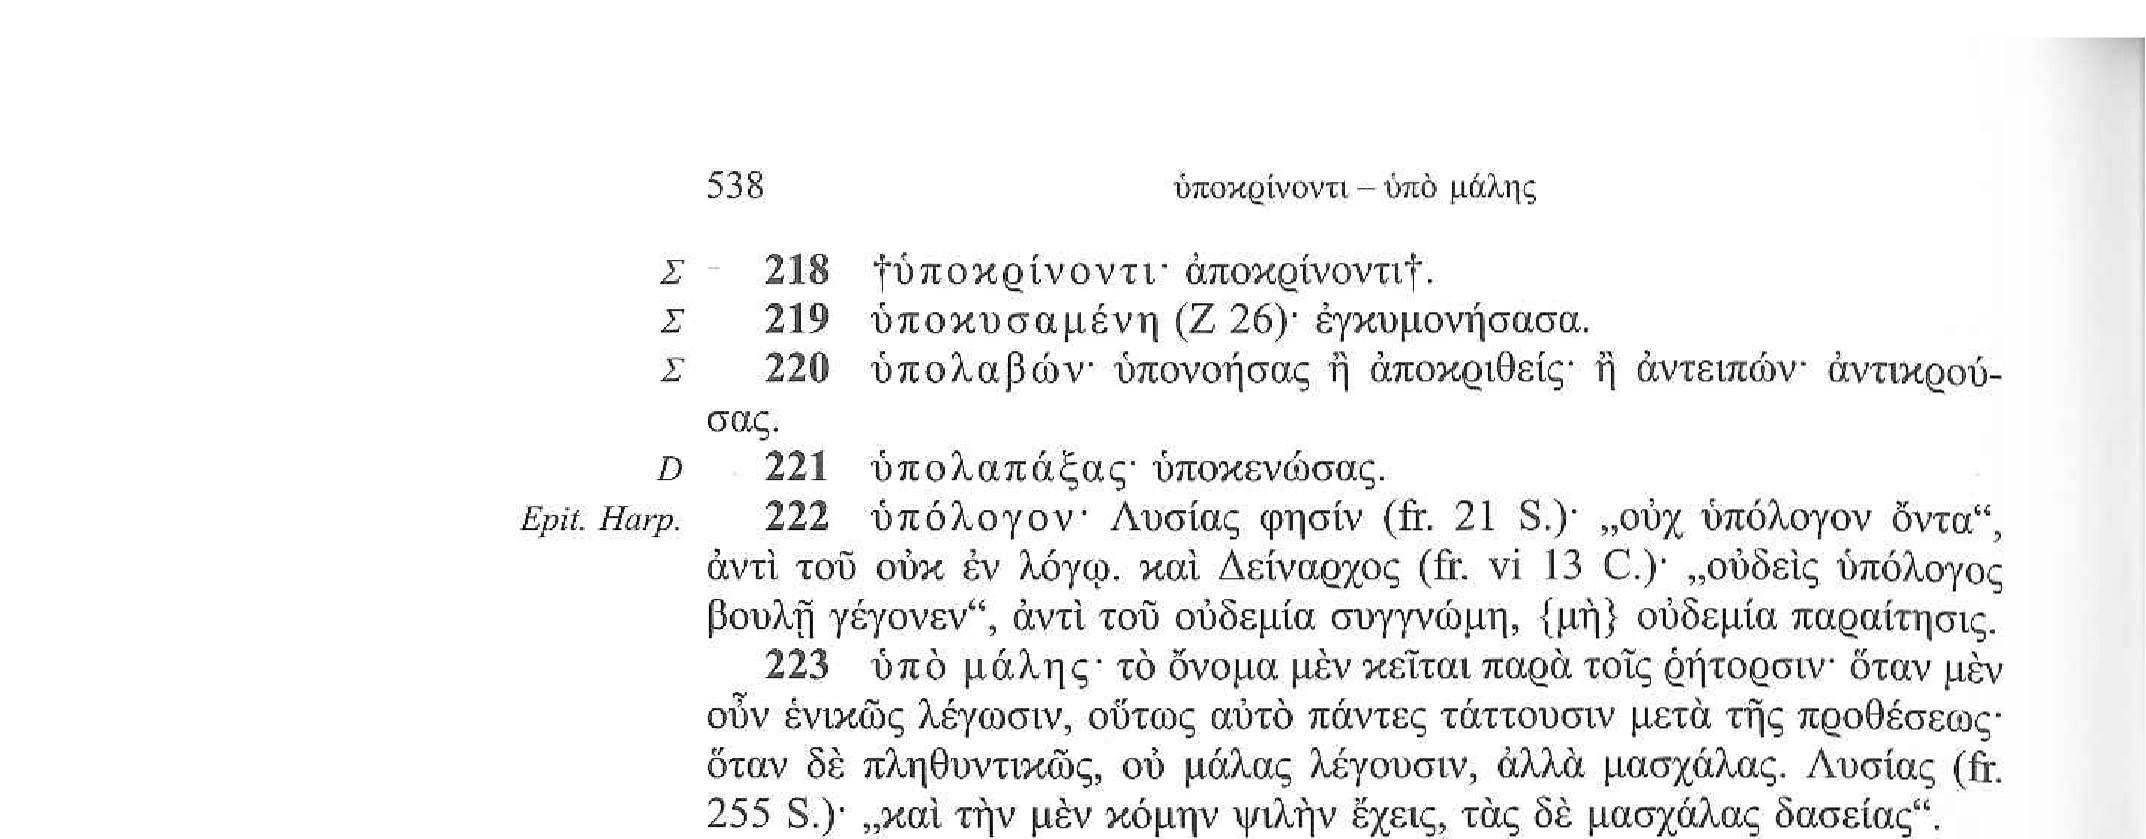 538 ὑποκρίνοντι – ὑπὸ μάλης
Σ 218 †ὑποκρίνοντι· ἀποκρίνοντι†.
Σ 219 ὑποκυσαμένη (Ζ 26)· ἐγκυμονήσασα.
Σ 220 ὑπολαβών· ὑπονοήσας ἢ ἀποκριθείς· ἢ ἀντειπών· ἀντικρού-
σας.
D 221 ὑπολαπάξας· ὑποκενώσας.
Epit. Harp. 222 ὑπόλογον· Λυσίας φησίν (fr. 21 S.)· „οὐχ ὑπόλογον ὄντα“,
ἀντὶ τοῦ οὐκ ἐν λόγῳ. καὶ Δείναρχος (fr. vi 13 C.)· „οὐδεὶς ὑπόλογος
βουλῇ γέγονεν“, ἀντὶ τοῦ οὐδεμία συγγνώμη, {μὴ} οὐδεμία παραίτησις.
223 ὑπὸ μάλης· τὸ ὄνομα μὲν κεῖται παρὰ τοῖς ῥήτορσιν· ὅταν μὲν
οὖν ἑνικῶς λέγωσιν, οὕτως αὐτὸ πάντες τάττουσιν μετὰ τῆς προθέσεως·
ὅταν δὲ πληθυντικῶς, οὐ μάλας λέγουσιν, ἀλλὰ μασχάλας. Λυσίας (fr.
255 S.)· „καὶ τὴν μὲν κόμην ψιλὴν ἔχεις, τὰς δὲ μασχάλας δασείας“.